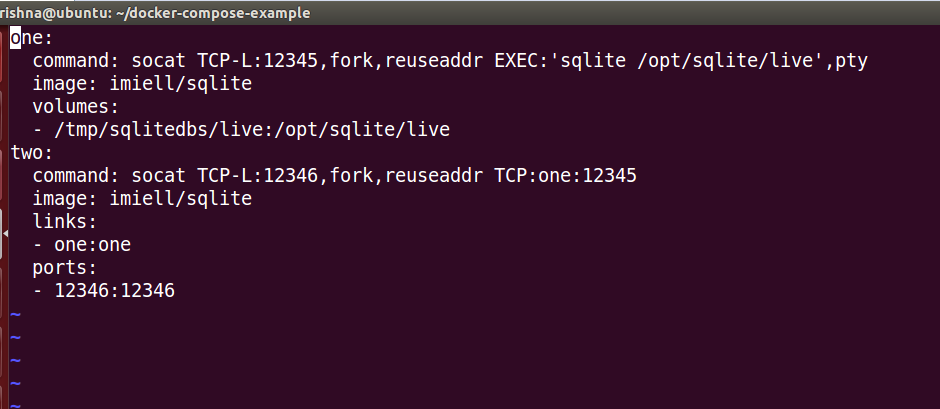 rishna@ubuntu: ~/docker-compose-example
one:
  command: socat TCP-L:12345,fork,reuseaddr EXEC:'sqlite /opt/sqlite/live',pty
  image: imiell/sqlite
  volumes:
  - /tmp/sqlitedbs/live:/opt/sqlite/live
two:
  command: socat TCP-L:12346,fork,reuseaddr TCP:one:12345
  image: imiell/sqlite
  links:
  - one:one
  ports:
  - 12346:12346
~
~
~
~
~